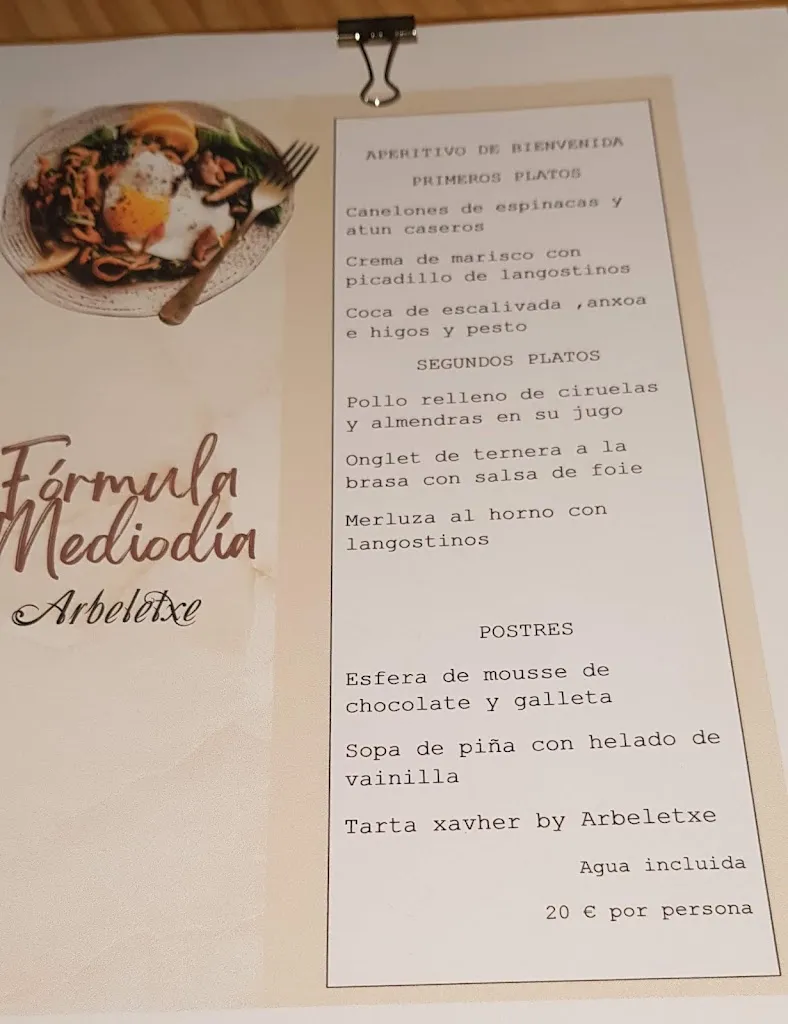 APERITIVO DE BIENVENIDA
PRIMEROS PLATOS
Canelones de espinacas y
atun caseros
Crema de marisco con
picadillo de langostinos
Coca de escalivada ,anxoa
e higos y pesto
SEGUNDOS PLATOS
Pollo relleno de ciruelas
y almendras en su jugo
Onglet de ternera a la
brasa con salsa de foie
Merluza al horno con
langostinos
POSTRES
Esfera de mousse de
chocolate y galleta
Sopa de piña con helado de
vainilla
Tarta xavher by Arbeletxe
Agua incluida
20 € por persona
Fórmula
Mediodía
Arbeletxe